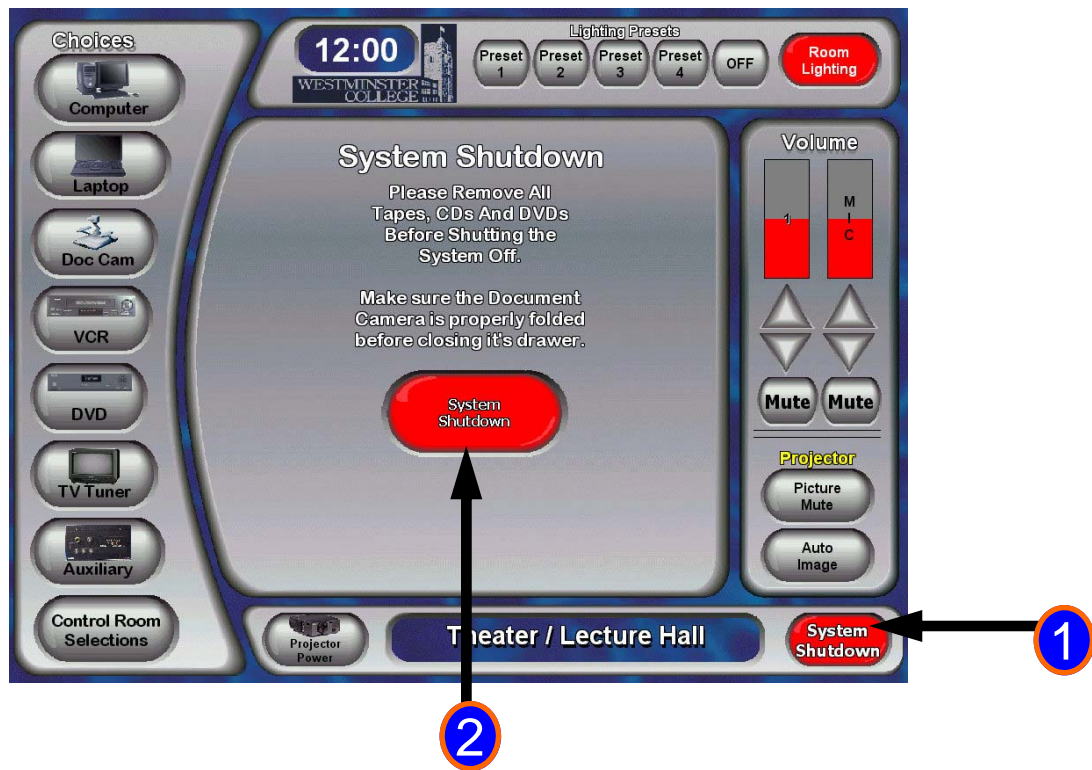 Choices
Computer
Laptop
Doc Cam
VCR
DVD
TV Tuner
Auxiliary
Control Room
Selections
12:00
WESTMINSTER
COLLEGE
Lighting Presets
Preset
1
Preset
2
Preset
3
Preset
4
OFF
Room
Lighting
System Shutdown
Please Remove All
Tapes, CDs And DVDs
Before Shutting the
System Off.
Make sure the Document
Camera is properly folded
before closing it's drawer.
System
Shutdown
Volume
1
MIC
Mute
Mute
Projector
Picture
Mute
Auto
Image
Projector
Power
Theater / Lecture Hall
System
Shutdown
1
2